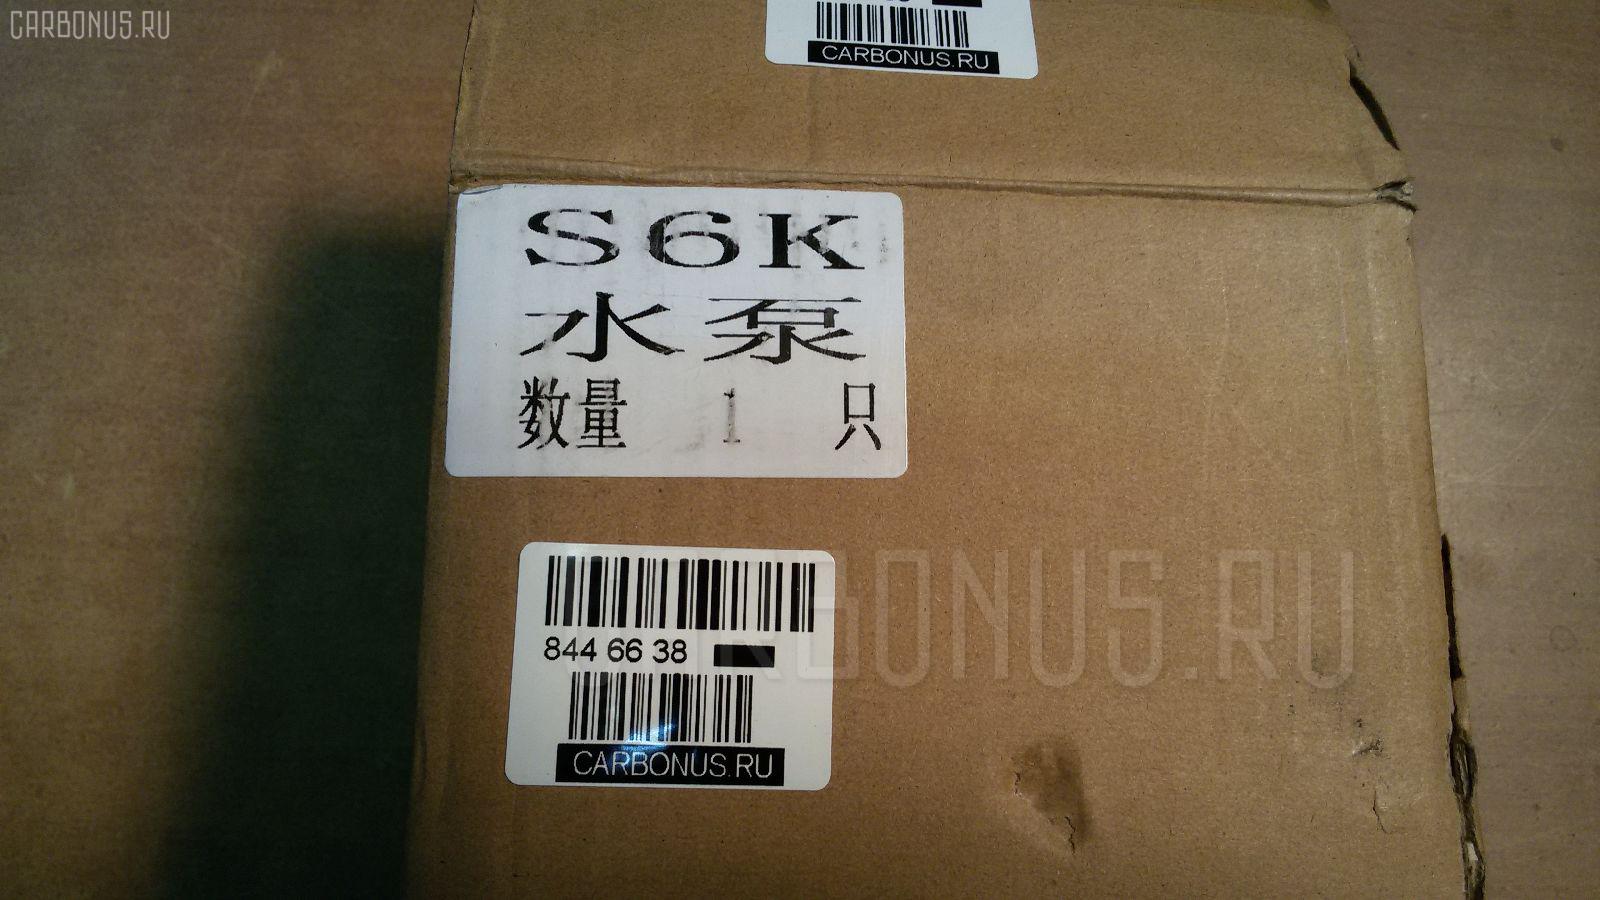 CARBONUS.RU
CARBONUS.RU
S6K
水泵
数量 1 只
844 66 38
CARBONUS.RU
CARBONUS.RU